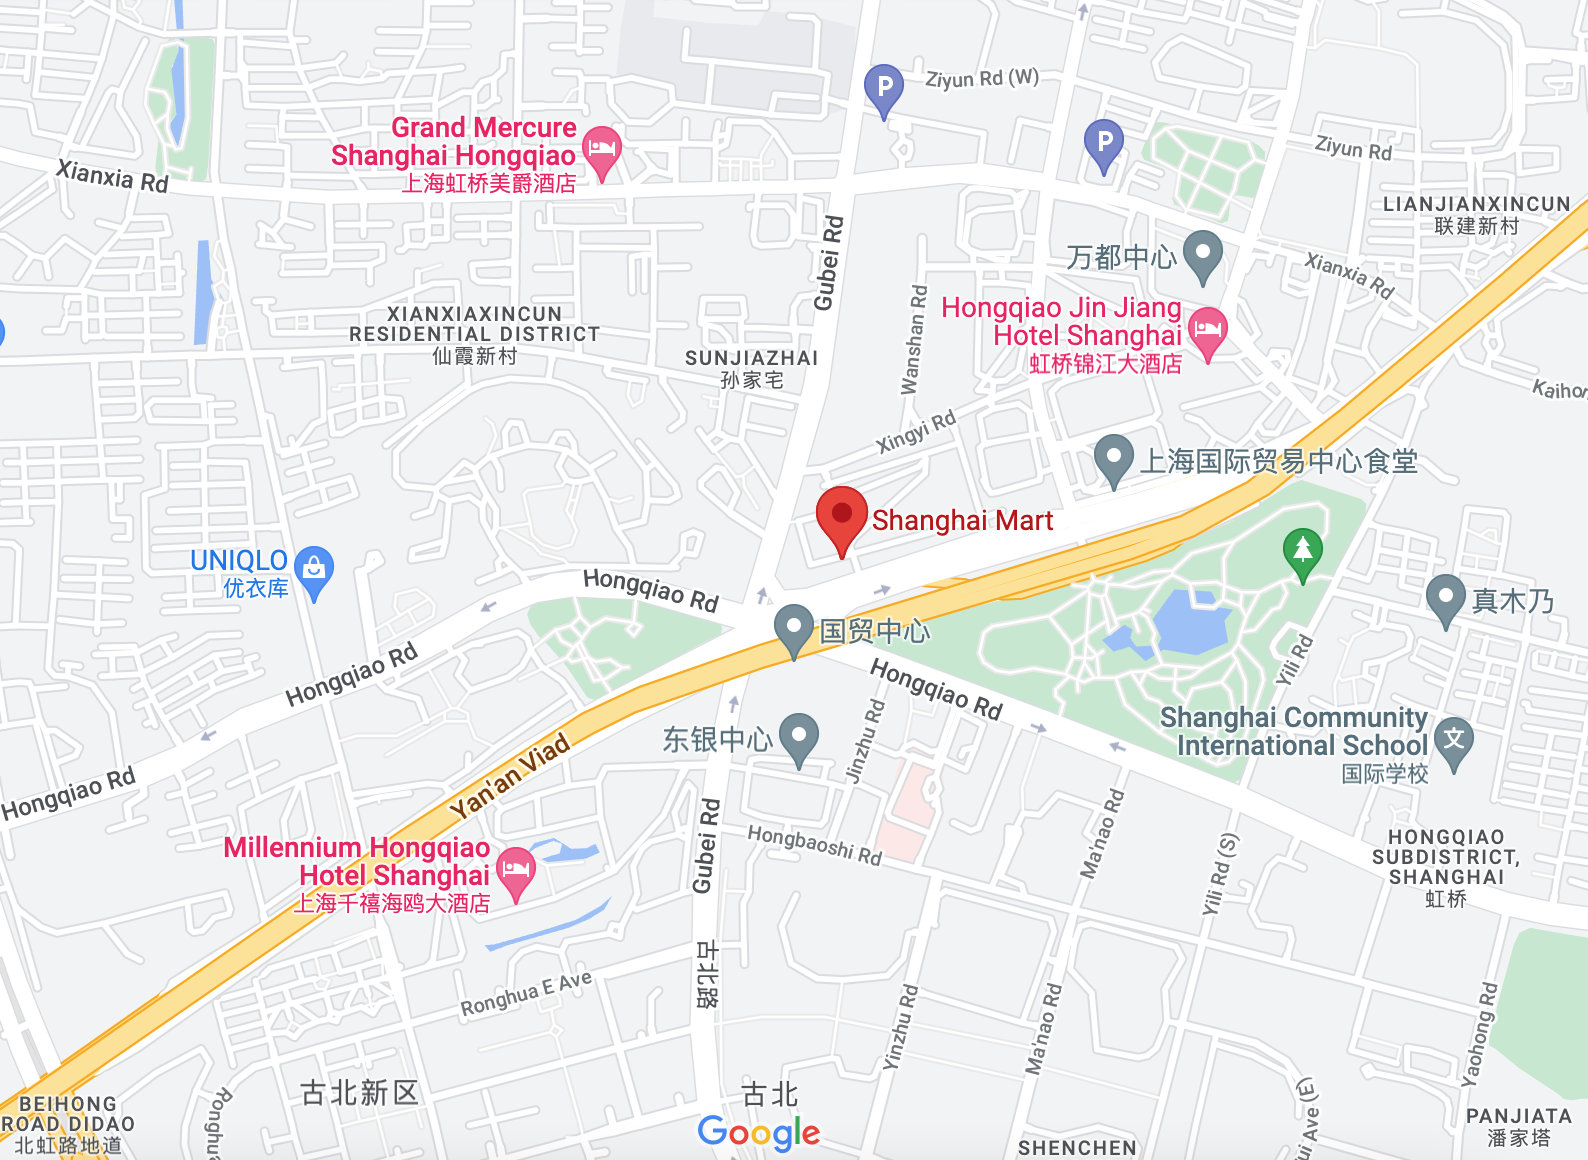 Ziyun Rd (W)
P
Grand Mercure
Shanghai Hongqiao
上海虹桥美爵酒店
P
Ziyun Rd
Xianxia Rd
LIANJIANXINCUN
联建新村
Gubei Rd
万都中心
Xianxia Rd
XIANXIAXINCUN
RESIDENTIAL DISTRICT
仙霞新村
Wanshan Rd
Hongqiao Jin Jiang
Hotel Shanghai
虹桥锦江大酒店
SUNJIAZHAI
孙家宅
Kaihon
Xingyi Rd
上海国际贸易中心食堂
Shanghai Mart
UNIQLO
优衣库
Hongqiao Rd
真木乃
国贸中心
Hongqiao Rd
Hongqiao Rd
Yili Rd
Shanghai Community
International School
国际学校
文
东银中心
Jinzhu Rd
Yan'an Viad
Hongqiao Rd
Gubei Rd
Hongbaoshi Rd
Ma'nao Rd
Yili Rd (S)
HONGQIAO
SUBDISTRICT,
SHANGHAI
虹桥
Millennium Hongqiao
Hotel Shanghai
上海千禧海鸥大酒店
古北路
Ronghua E Ave
Yinzhu Rd
Ma'nao Rd
Yaohong Rd
古北新区
古北
BEIHONG
ROAD DIDAO
北虹路地道
Ronghua
Google
SHENCHEN
ui Ave (E)
PANJIATA
潘家塔